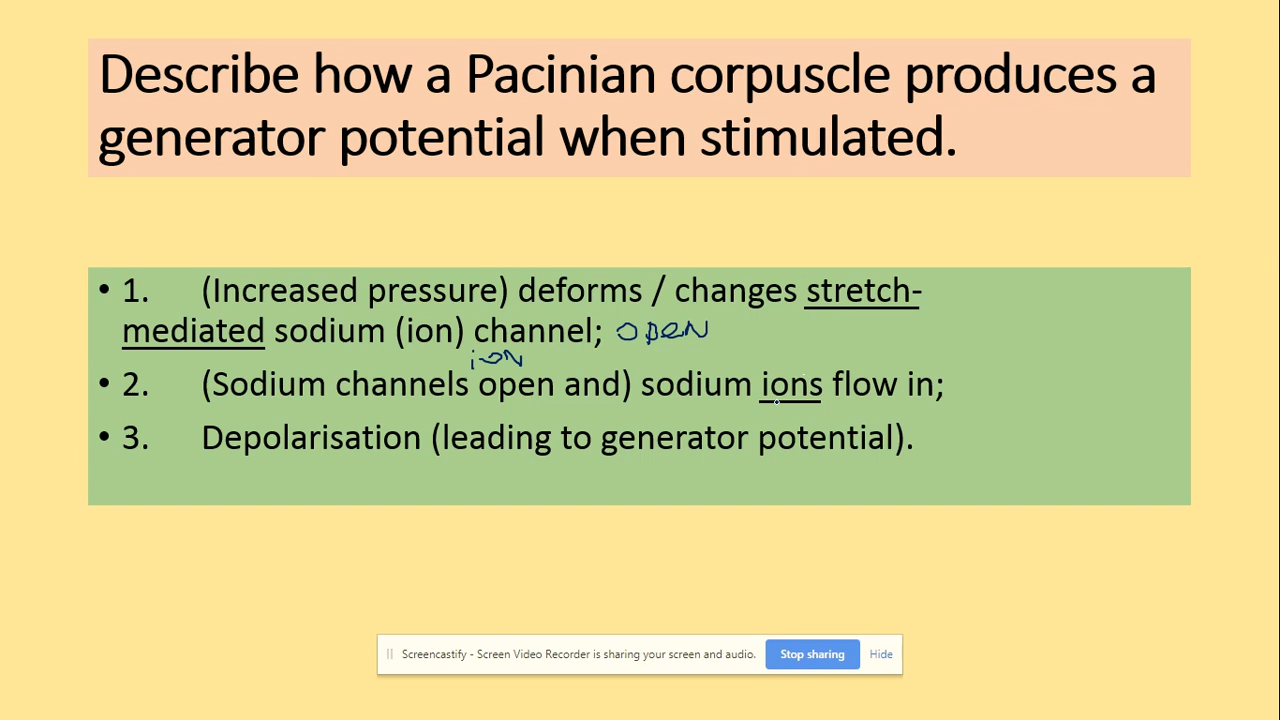 Describe how a Pacinian corpuscle produces a
generator potential when stimulated.
• 1. (Increased pressure) deforms / changes stretch-
mediated sodium (ion) channel; open
ion
• 2. (Sodium channels open and) sodium ions flow in;
• 3. Depolarisation (leading to generator potential).
Screencastify - Screen Video Recorder is sharing your screen and audio. Stop sharing Hide